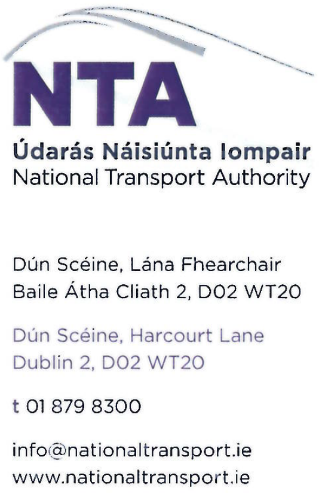 NTA
Údarás Náisiúnta Iompair
National Transport Authority
Dún Scéine, Lána Fhearchair
Baile Átha Cliath 2, D02 WT20
Dún Scéine, Harcourt Lane
Dublin 2, D02 WT20
t 01 879 8300
info@nationaltransport.ie
www.nationaltransport.ie